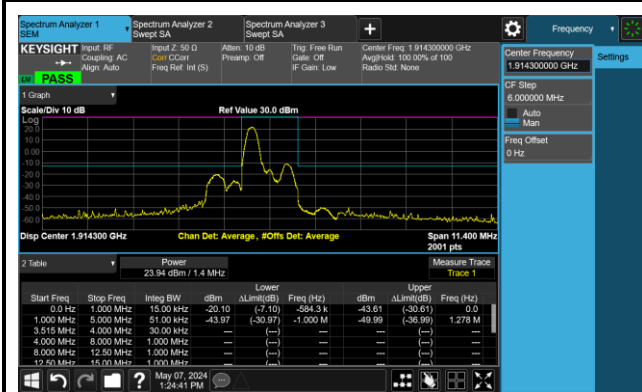 Spectrum Analyzer 1
SEM
Spectrum Analyzer 2
Swept SA
Spectrum Analyzer 3
Swept SA
Frequency
KEYSIGHT
Input: RF
Coupling: AC
Align: Auto
Input Z: 50 Ω
Corr CCorr
Freq Ref: Int (S)
Atten: 10 dB
Preamp: Off
Trig: Free Run
Gate: Off
IF Gain: Low
Center Freq: 1.914300000 GHz
Avg|Hold: 100.00% of 100
Radio Std: None
PASS
Center Frequency
1.914300000 GHz
Settings
CF Step
6.000000 MHz
Auto
Man
Freq Offset
0 Hz
1 Graph
Scale/Div 10 dB
Ref Value 30.0 dBm
Log
20.0
10.0
0.00
-10.0
-20.0
-30.0
-40.0
-50.0
-60.0
Disp Center 1.914300 GHz
Chan Det: Average , #Offs Det: Average
Span 11.400 MHz
2001 pts
2 Table
Power
23.94 dBm / 1.4 MHz
Measure Trace
Trace 1
Lower Upper
Start Freq Stop Freq Integ BW dBm ΔLimit(dB) Freq (Hz) dBm ΔLimit(dB) Freq (Hz)
0.0 Hz 1.000 MHz 15.00 kHz -20.10 (-7.10) -584.3 k -43.61 (-30.61) 0.0
1.000 MHz 5.000 MHz 51.00 kHz -43.97 (-30.97) -1.000 M -49.99 (-36.99) 1.278 M
3.515 MHz 4.000 MHz 30.00 kHz --- (---) --- --- (---) ---
4.000 MHz 8.000 MHz 1.000 MHz --- (---) --- --- (---) ---
8.000 MHz 12.50 MHz 1.000 MHz --- (---) --- --- (---) ---
12.50 MHz 15.00 MHz 1.000 MHz --- (---) --- --- (---) ---
May 07, 2024
1:24:41 PM